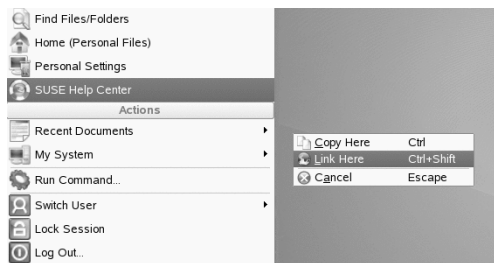 Find Files/Folders
Home (Personal Files)
Personal Settings
SUSE Help Center
Actions
Recent Documents
My System
Run Command...
Switch User
Lock Session
Log Out...
Copy Here Ctrl
Link Here Ctrl+Shift
Cancel Escape